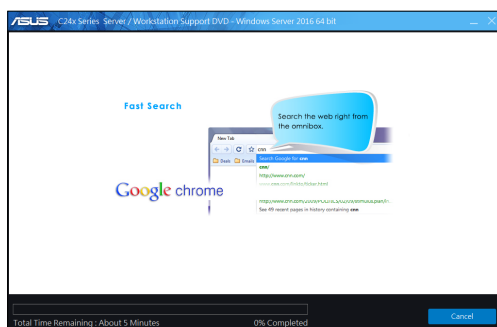 ASUS C24x Series Server / Workstation Support DVD - Windows Server 2016 64 bit
Fast Search
Search the web right from
the omnibox.
New Tab
cnn
Deals Emails
Search Google for cnn
cnn/
http://www.cnn.com/
See 49 recent pages in history containing cnn
Google chrome
Total Time Remaining : About 5 Minutes 0% Completed
Cancel